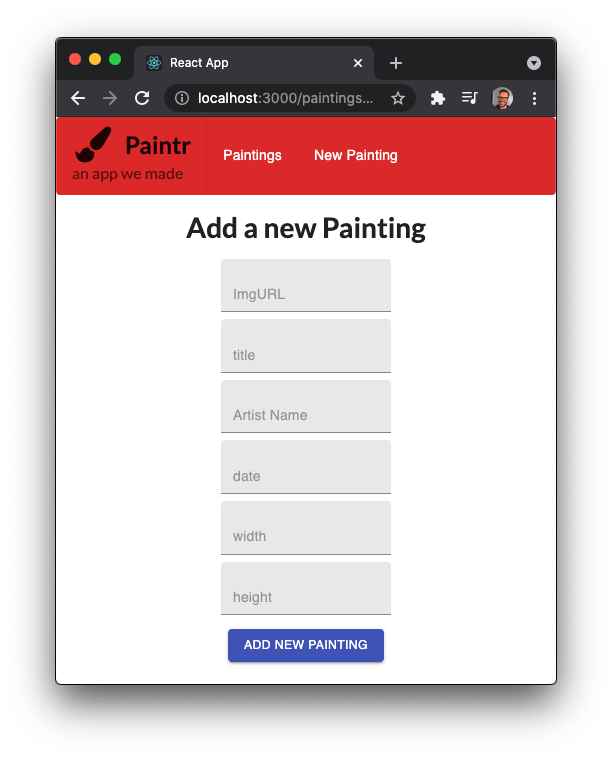 React App
localhost:3000/paintings...
Paintr
an app we made
Paintings
New Painting
Add a new Painting
ImgURL
title
Artist Name
date
width
height
ADD NEW PAINTING